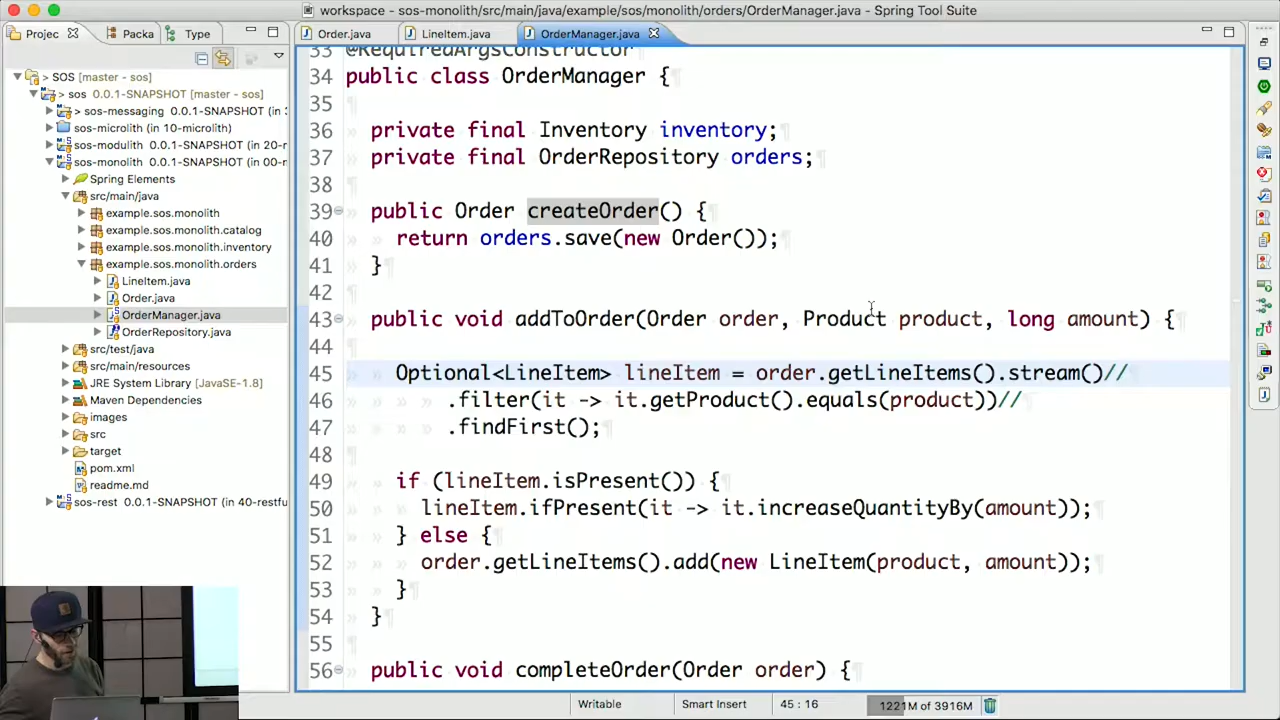 workspace - sos-monolith/src/main/java/example/sos/monolith/orders/OrderManager.java - Spring Tool Suite
Projec
Packa
Type
Order.java
LineItem.java
OrderManager.java
> SOS [master - sos]
> sos 0.0.1-SNAPSHOT [master - sos]
> sos-messaging 0.0.1-SNAPSHOT (in 3
sos-microlith (in 10-microlith)
sos-modulith 0.0.1-SNAPSHOT (in 20-
sos-monolith 0.0.1-SNAPSHOT (in 00-
Spring Elements
src/main/java
example.sos.monolith
example.sos.monolith.catalog
example.sos.monolith.inventory
example.sos.monolith.orders
LineItem.java
Order.java
OrderManager.java
OrderRepository.java
src/test/java
src/main/resources
JRE System Library [JavaSE-1.8]
Maven Dependencies
images
src
target
pom.xml
readme.md
sos-rest 0.0.1-SNAPSHOT (in 40-restfu
33 @RequiredArgsConstructor
34 public class OrderManager {
35
36 private final Inventory inventory;
37 private final OrderRepository orders;
38
39 public Order createOrder() {
40 return orders.save(new Order());
41 }
42
43 public void addToOrder(Order order, Product product, long amount) {
44
45 Optional<LineItem> lineItem = order.getLineItems().stream()//
46 .filter(it -> it.getProduct().equals(product))//
47 .findFirst();
48
49 if (lineItem.isPresent()) {
50 lineItem.ifPresent(it -> it.increaseQuantityBy(amount));
51 } else {
52 order.getLineItems().add(new LineItem(product, amount));
53 }
54 }
55
56 public void completeOrder(Order order) {
Writable
Smart Insert
45 : 16
1221M of 3916M